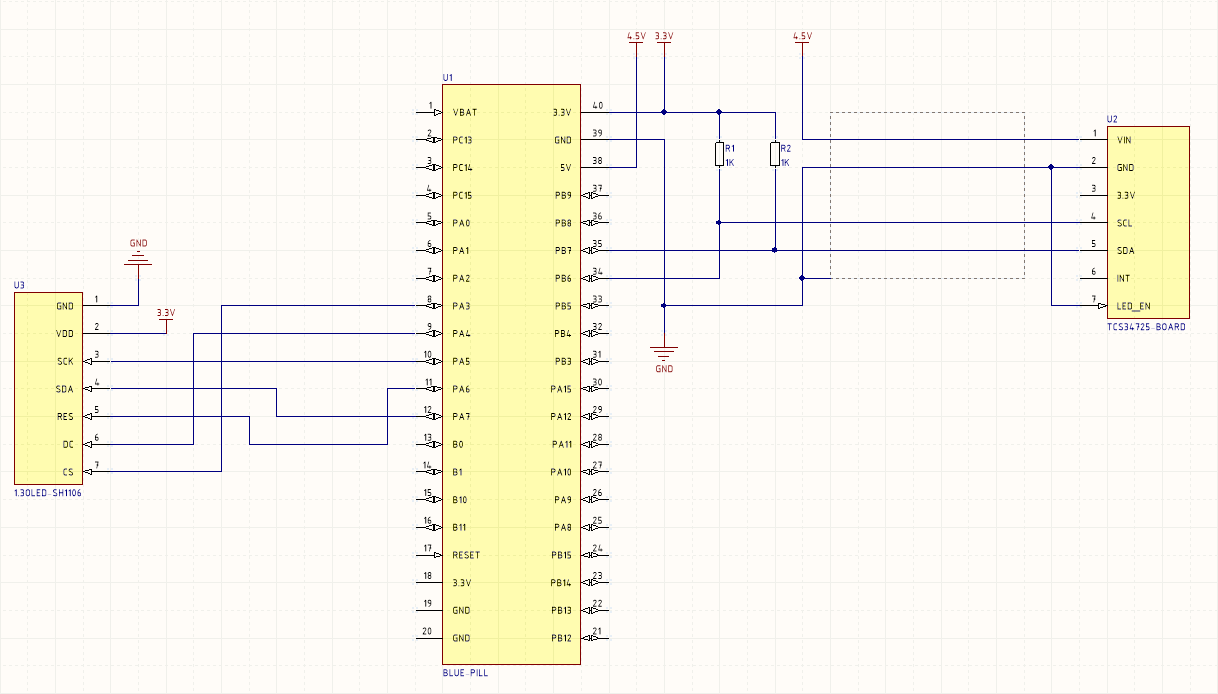 4.5V 3.3V 4.5V
U1
1 VBAT 3.3V 40
2 PC13 GND 39
3 PC14 5V 38
4 PC15 PB9 37
5 PA0 PB8 36
6 PA1 PB7 35
7 PA2 PB6 34
8 PA3 PB5 33
9 PA4 PB4 32
10 PA5 PB3 31
11 PA6 PA15 30
12 PA7 PA12 29
13 B0 PA11 28
14 B1 PA10 27
15 B10 PA9 26
16 B11 PA8 25
17 RESET PB15 24
18 3.3V PB14 23
19 GND PB13 22
20 GND PB12 21
BLUE-PILL
R1
1K
R2
1K
GND
U2
1 VIN
2 GND
3 3.3V
4 SCL
5 SDA
6 INT
7 LED_EN
TCS34725-BOARD
GND
3.3V
U3
GND 1
VDD 2
SCK 3
SDA 4
RES 5
DC 6
CS 7
1.3OLED-SH1106